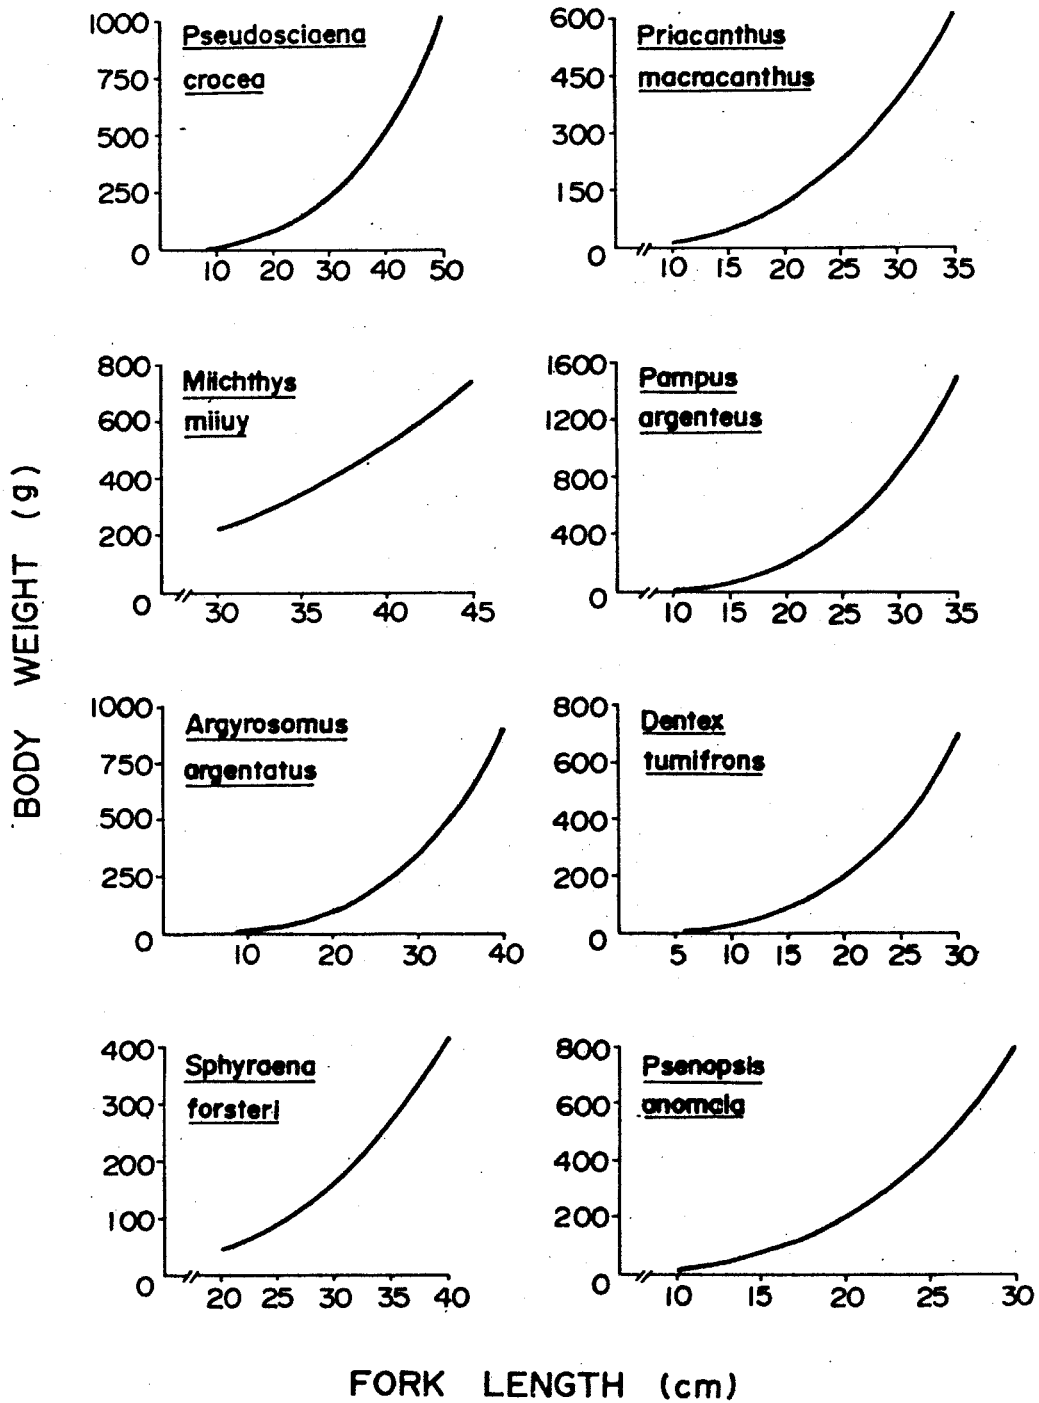 BODY WEIGHT (g)
Pseudosciaena
crocea
1000
750
500
250
0
10 20 30 40 50
Priacanthus
macracanthus
600
450
300
150
0
10 15 20 25 30 35
Miichthys
miiuy
800
600
400
200
0
30 35 40 45
Pampus
argenteus
1600
1200
800
400
0
10 15 20 25 30 35
Argyrosomus
argentatus
1000
750
500
250
0
10 20 30 40
Dentex
tumifrons
800
600
400
200
0
5 10 15 20 25 30
Sphyraena
forsteri
400
300
200
100
0
20 25 30 35 40
Psenopsis
anomala
800
600
400
200
0
10 15 20 25 30
FORK LENGTH (cm)